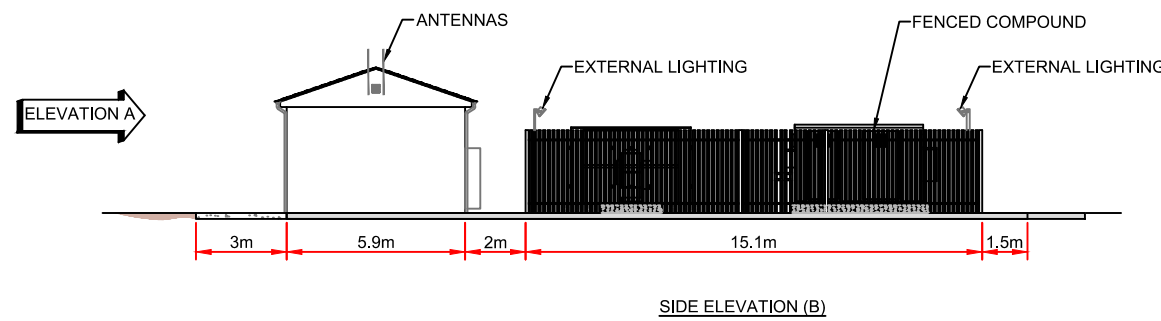 ANTENNAS
FENCED COMPOUND
EXTERNAL LIGHTING
EXTERNAL LIGHTING
ELEVATION A
3m
5.9m
2m
15.1m
1.5m
SIDE ELEVATION (B)